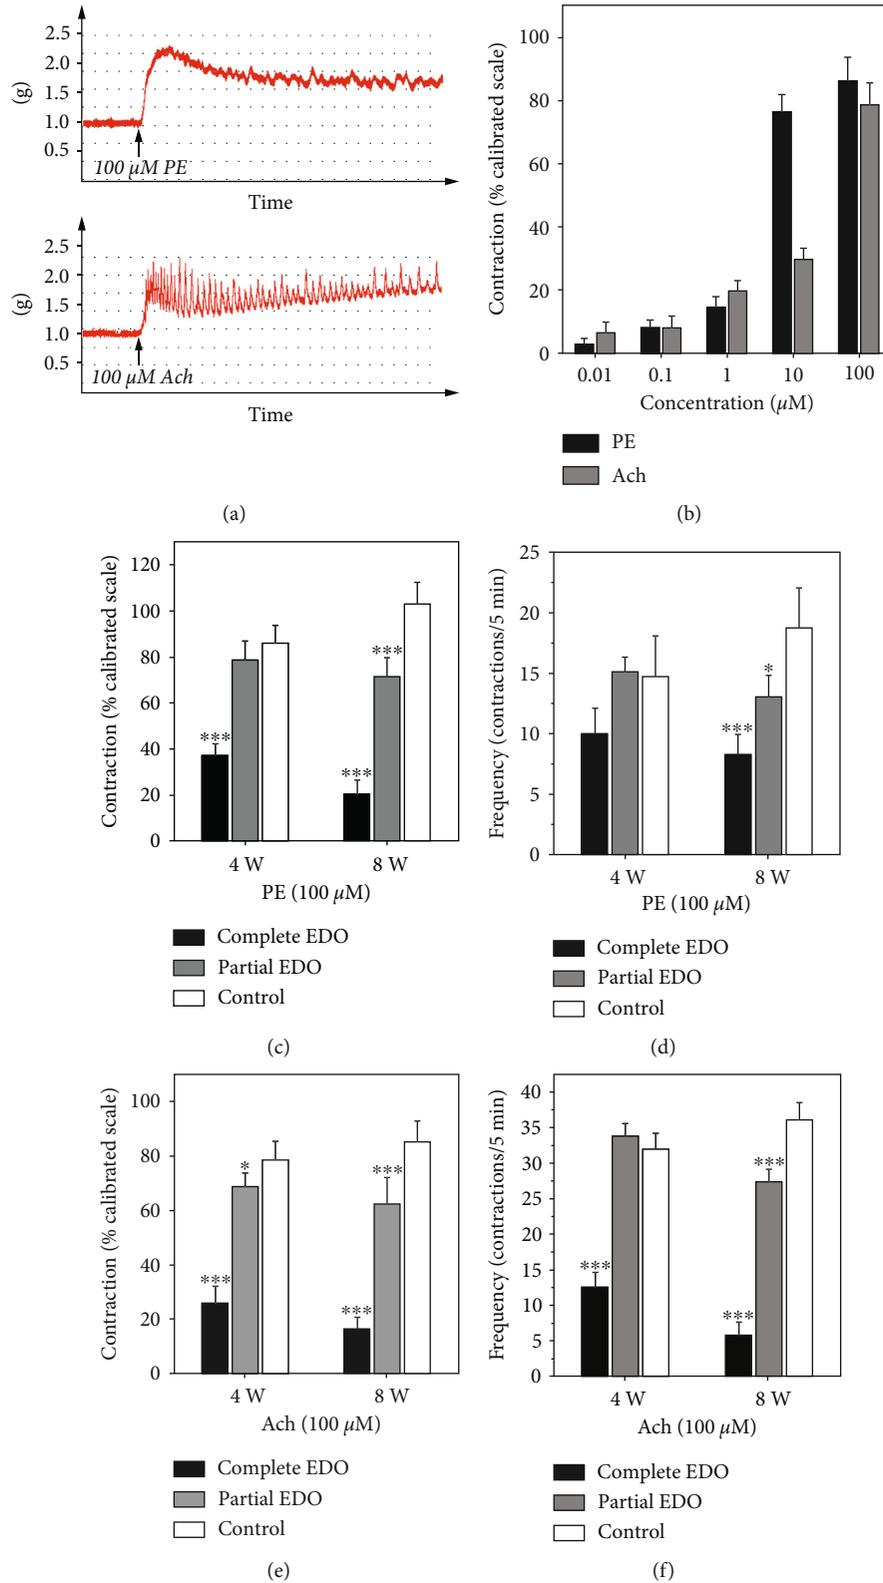 2.5
2.0
1.5
1.0
0.5
(g)
100 μM PE
Time
2.5
2.0
1.5
1.0
0.5
(g)
100 μM Ach
Time
(a)
Contraction (% calibrated scale)
100
80
60
40
20
0
0.01 0.1 1 10 100
Concentration (μM)
PE
Ach
(b)
Contraction (% calibrated scale)
120
100
80
60
40
20
0
***
***
***
4 W 8 W
PE (100 μM)
Complete EDO
Partial EDO
Control
(c)
Frequency (contractions/5 min)
25
20
15
10
5
0
***
*
4 W 8 W
PE (100 μM)
Complete EDO
Partial EDO
Control
(d)
Contraction (% calibrated scale)
100
80
60
40
20
0
***
*
***
***
4 W 8 W
Ach (100 μM)
Complete EDO
Partial EDO
Control
(e)
Frequency (contractions/5 min)
40
35
30
25
20
15
10
5
0
***
***
***
4 W 8 W
Ach (100 μM)
Complete EDO
Partial EDO
Control
(f)